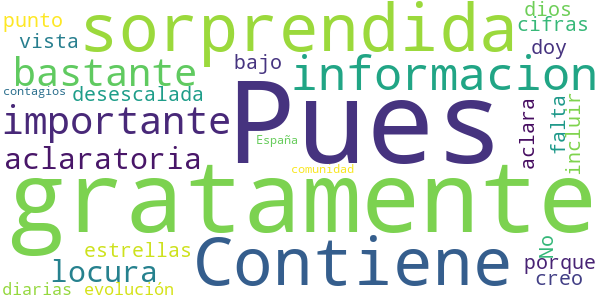 punto sorprendida dios
vista cifras
bastante bajo informacion doy
contagios desescalada
importante Pues aclara falta incluir
aclaratoria España
comunidad
gratamente
estrellas Contiene No
locura porque
creo
diarias evolución